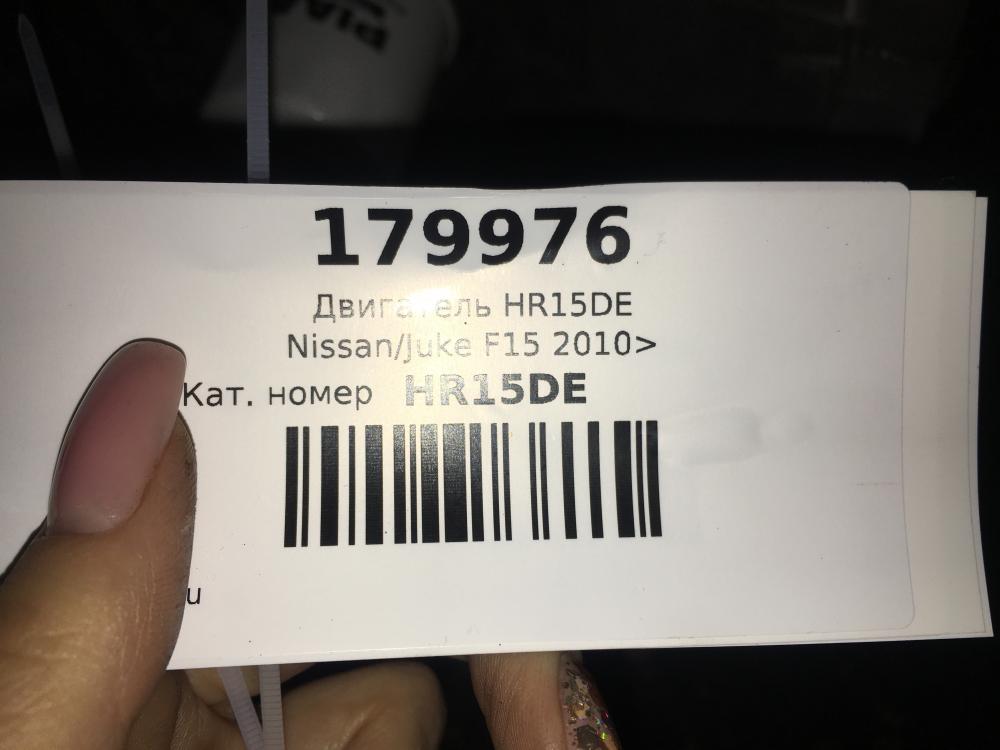 179976
Двигатель HR15DE
Nissan/Juke F15 2010>
Кат. номер HR15DE
u